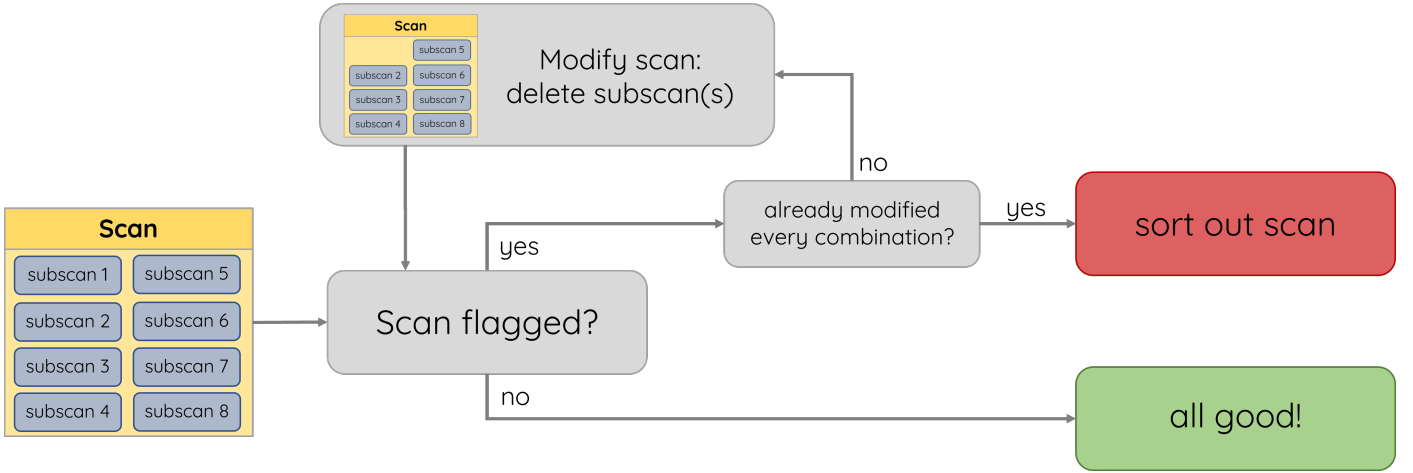 Scan
subscan 5
subscan 2 subscan 6
subscan 3 subscan 7
subscan 4 subscan 8
Modify scan:
delete subscan(s)
no
already modified
every combination?
yes
sort out scan
Scan
subscan 1 subscan 5
subscan 2 subscan 6
subscan 3 subscan 7
subscan 4 subscan 8
yes
Scan flagged?
no
all good!